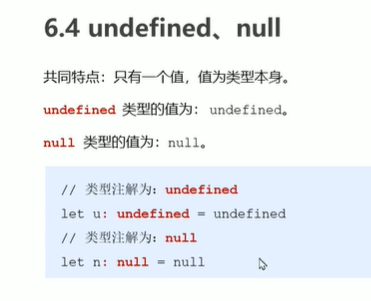 6.4 undefined、null
共同特点：只有一个值，值为类型本身。
undefined 类型的值为：undefined。
null 类型的值为：null。
// 类型注解为：undefined
let u: undefined = undefined
// 类型注解为：null
let n: null = null